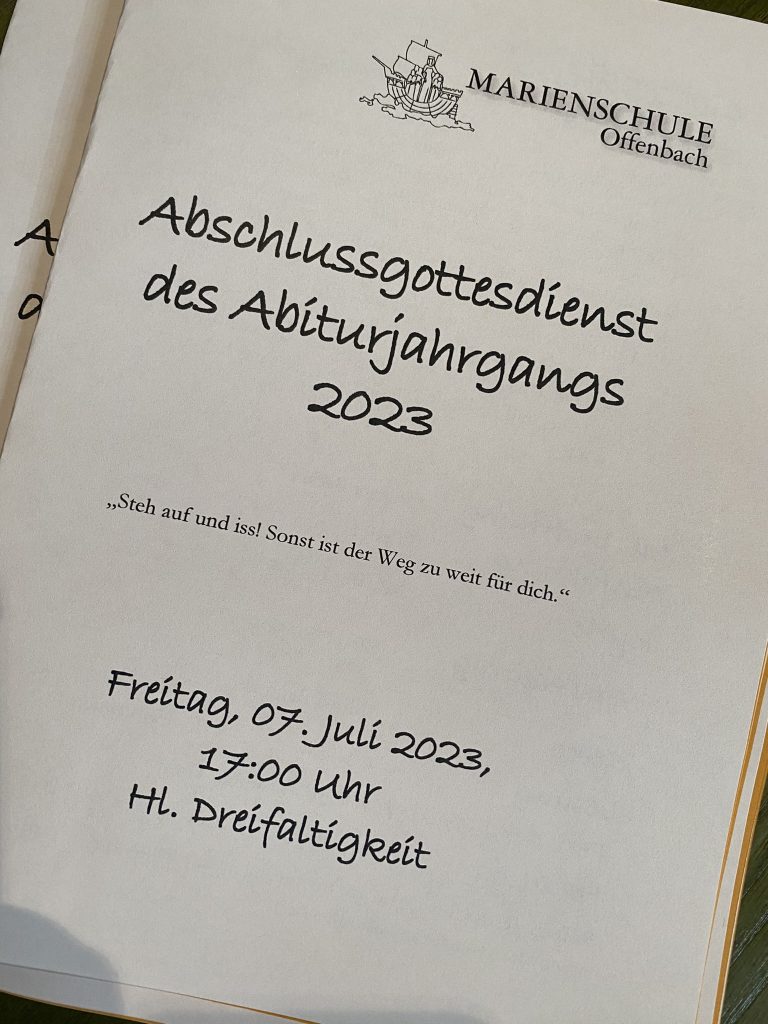 MARIENSCHULE
Offenbach
Abschlussgottesdienst
des Abiturjahrgangs
2023
„Steh auf und iss! Sonst ist der Weg zu weit für dich.“
Freitag, 07. Juli 2023,
17:00 Uhr
Hl. Dreifaltigkeit
A
d